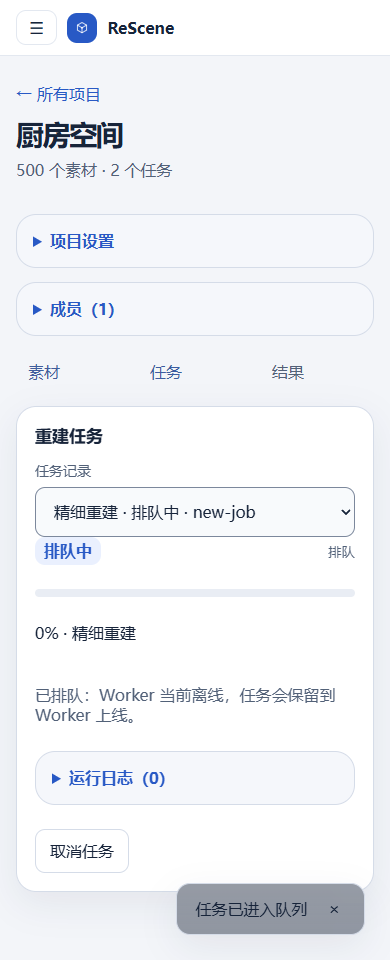 ☰ ReScene
← 所有项目
厨房空间
500 个素材 · 2 个任务
▶ 项目设置
▶ 成员（1）
素材 任务 结果
重建任务
任务记录
精细重建 · 排队中 · new-job
排队中 排队
0% · 精细重建
已排队：Worker 当前离线，任务会保留到
Worker 上线。
▶ 运行日志（0）
取消任务
任务已进入队列 ×